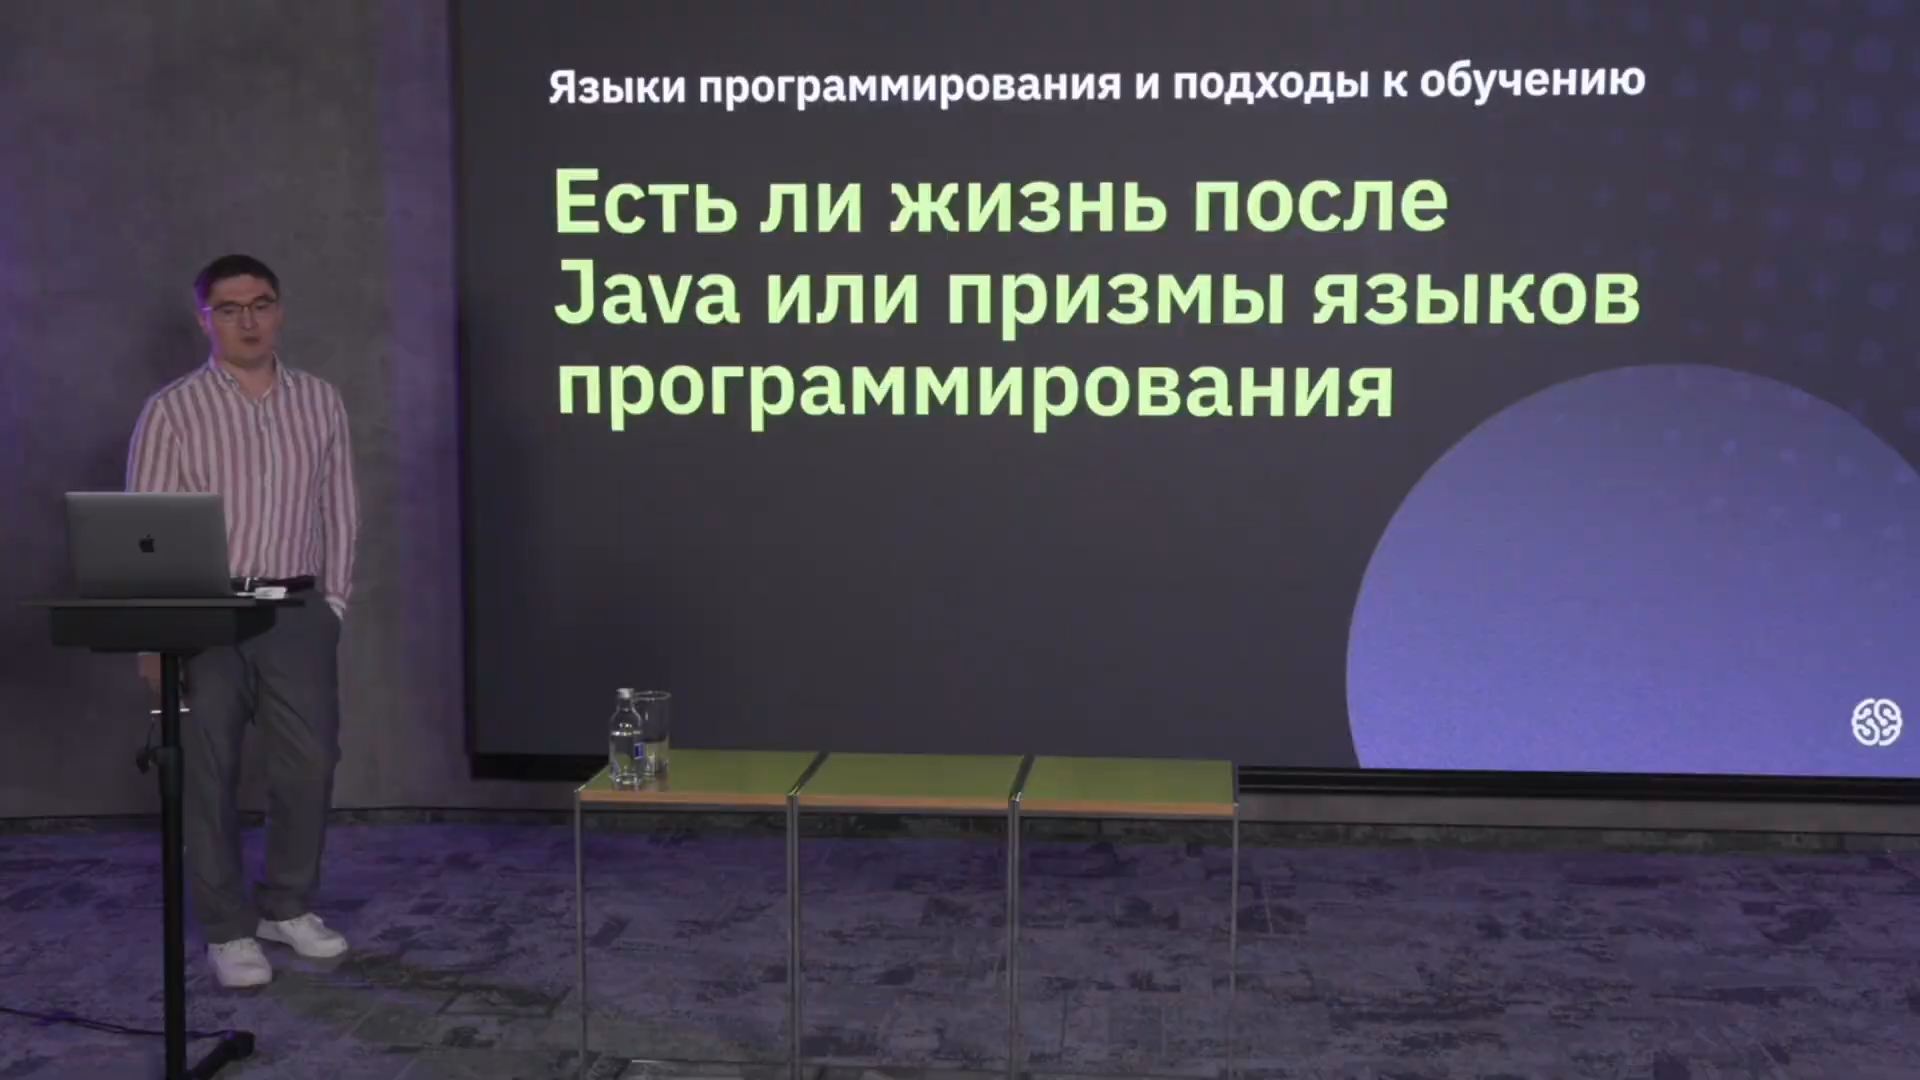 Языки программирования и подходы к обучению
Есть ли жизнь после
Java или призмы языков
программирования